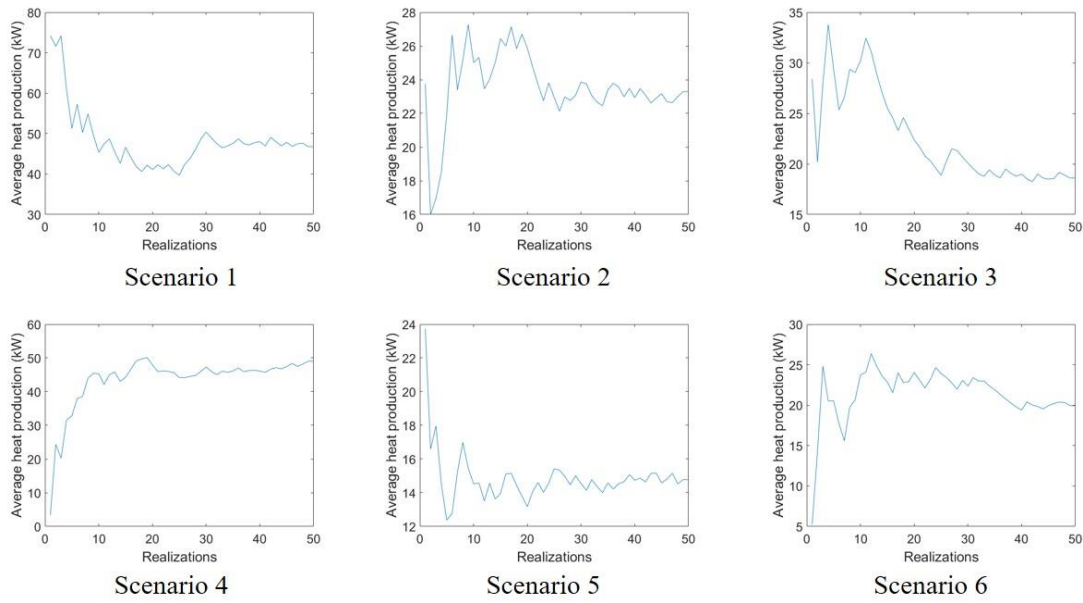 Average heat production (kW)
80
70
60
50
40
30
0 10 20 30 40 50
Realizations
Scenario 1
Average heat production (kW)
28
26
24
22
20
18
16
0 10 20 30 40 50
Realizations
Scenario 2
Average heat production (kW)
35
30
25
20
15
0 10 20 30 40 50
Realizations
Scenario 3
Average heat production (kW)
60
50
40
30
20
10
0
0 10 20 30 40 50
Realizations
Scenario 4
Average heat production (kW)
24
22
20
18
16
14
12
0 10 20 30 40 50
Realizations
Scenario 5
Average heat production (kW)
30
25
20
15
10
5
0 10 20 30 40 50
Realizations
Scenario 6